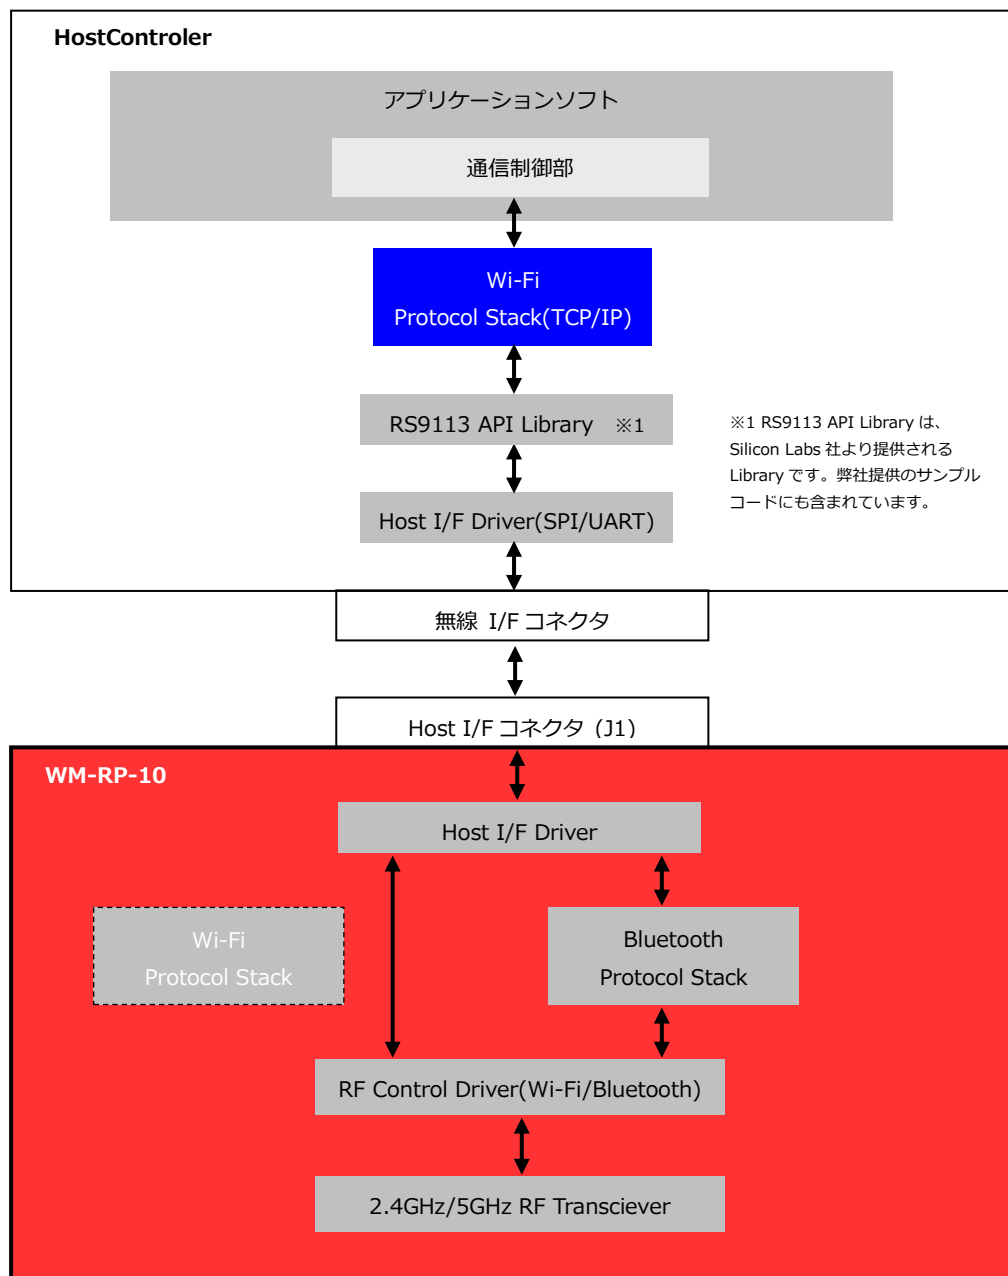 HostControler
アプリケーションソフト
通信制御部
Wi-Fi
Protocol Stack(TCP/IP)
RS9113 API Library ※1
※1 RS9113 API Library は、
Silicon Labs 社より提供される
Library です。弊社提供のサンプル
コードにも含まれています。
Host I/F Driver(SPI/UART)
無線 I/F コネクタ
Host I/F コネクタ (J1)
WM-RP-10
Host I/F Driver
Wi-Fi
Protocol Stack
Bluetooth
Protocol Stack
RF Control Driver(Wi-Fi/Bluetooth)
2.4GHz/5GHz RF Transciever